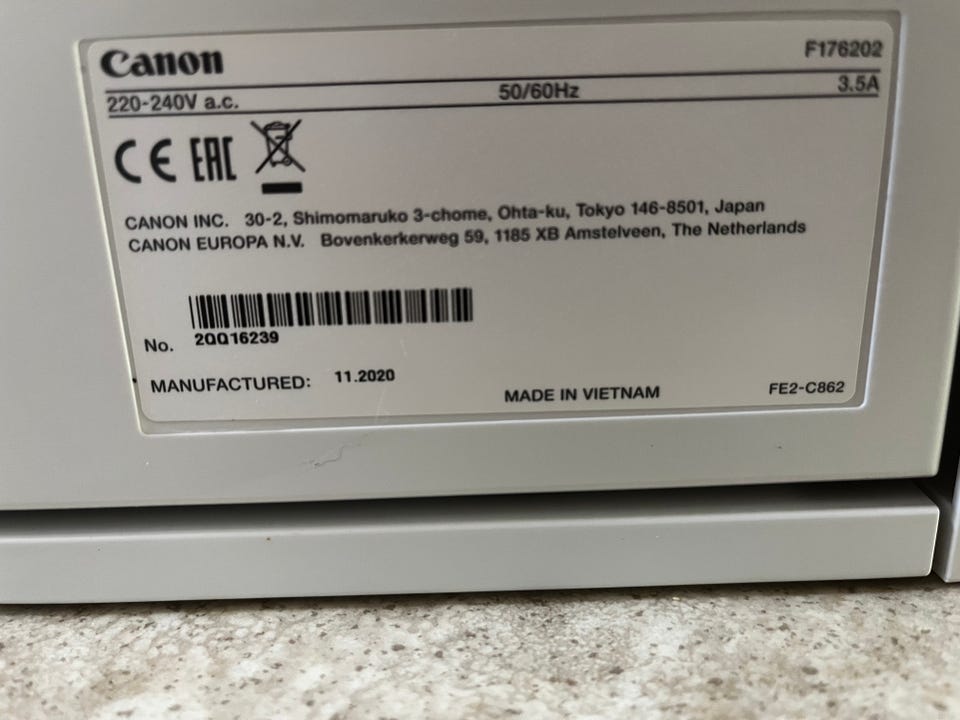 Canon F176202
220-240V a.c. 50/60Hz 3.5A
CE EAC
CANON INC. 30-2, Shimomaruko 3-chome, Ohta-ku, Tokyo 146-8501, Japan
CANON EUROPA N.V. Bovenkerkerweg 59, 1185 XB Amstelveen, The Netherlands
No. 2QQ16239
MANUFACTURED: 11.2020
MADE IN VIETNAM FE2-C862